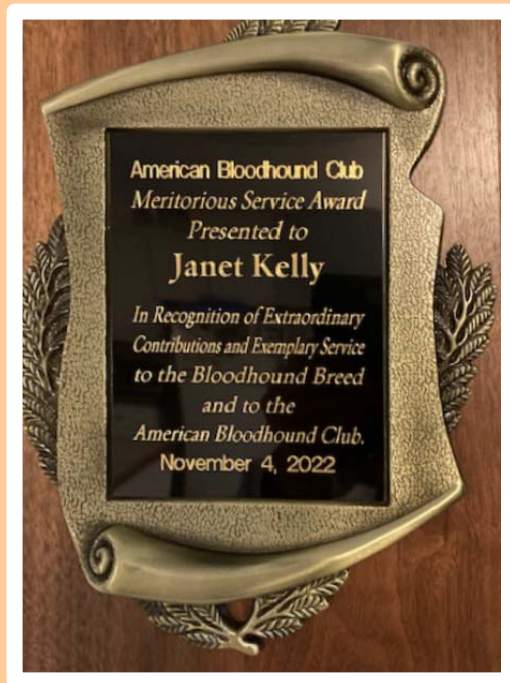 American Bloodhound Club
Meritorious Service Award
Presented to
Janet Kelly
In Recognition of Extraordinary
Contributions and Exemplary Service
to the Bloodhound Breed
and to the
American Bloodhound Club.
November 4, 2022